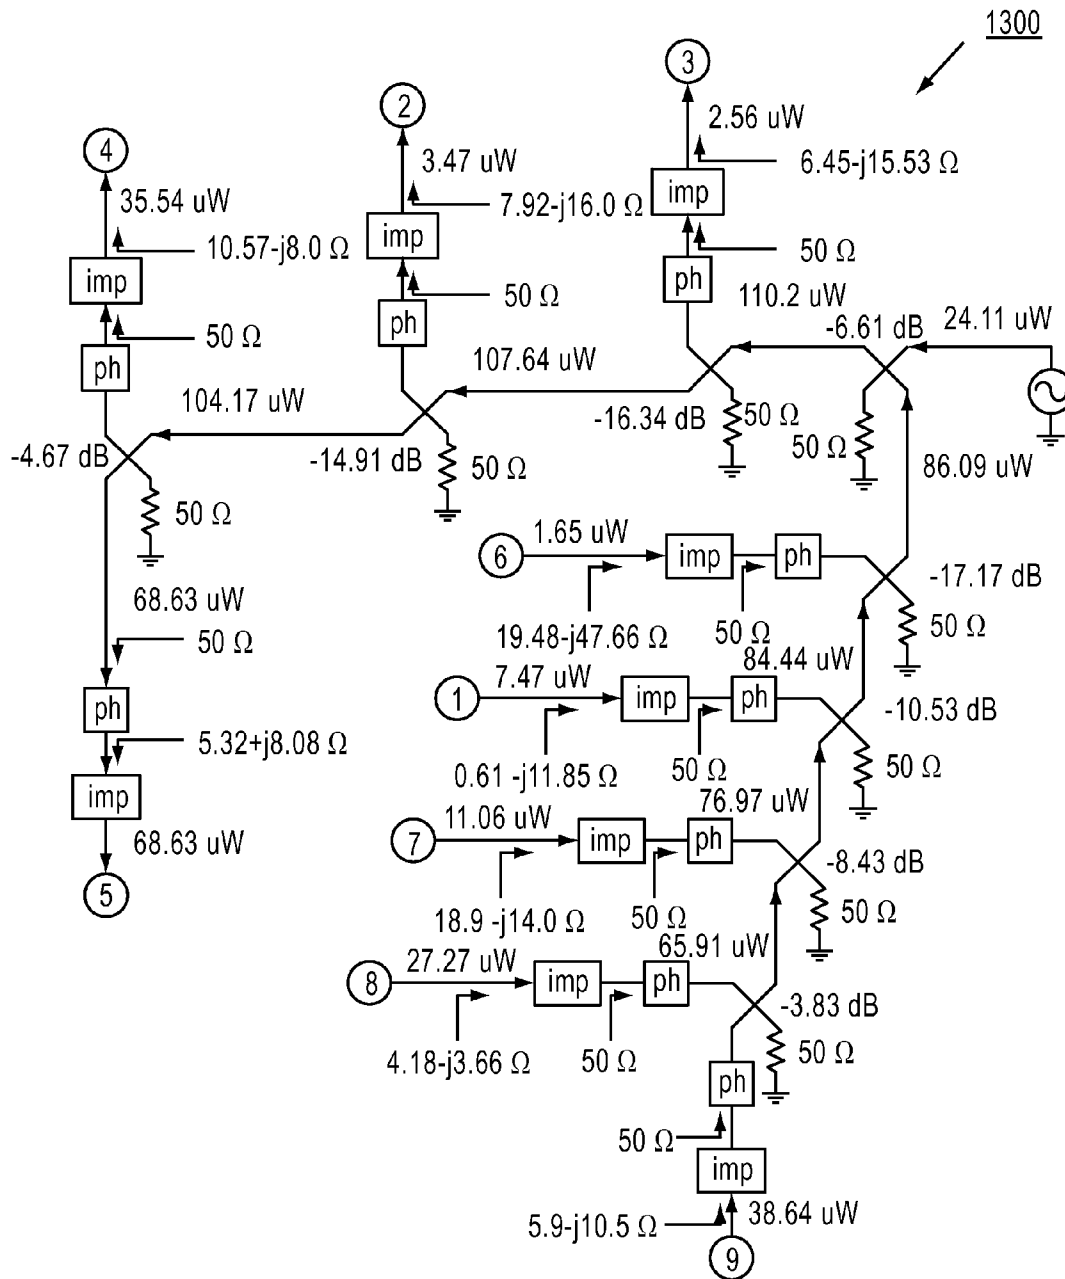 1300
3
2.56 uW
6.45-j15.53 Ω
imp
50 Ω
ph
2
3.47 uW
7.92-j16.0 Ω
imp
50 Ω
ph
4
35.54 uW
10.57-j8.0 Ω
imp
50 Ω
ph
110.2 uW
-6.61 dB
24.11 uW
107.64 uW
104.17 uW
-4.67 dB
-14.91 dB
-16.34 dB
50 Ω
50 Ω
50 Ω
50 Ω
86.09 uW
6
1.65 uW
imp
ph
-17.17 dB
50 Ω
19.48-j47.66 Ω
50 Ω
68.63 uW
50 Ω
ph
5.32+j8.08 Ω
imp
68.63 uW
5
84.44 uW
1
7.47 uW
imp
ph
-10.53 dB
50 Ω
0.61 -j11.85 Ω
50 Ω
76.97 uW
7
11.06 uW
imp
ph
-8.43 dB
50 Ω
18.9 -j14.0 Ω
50 Ω
65.91 uW
8
27.27 uW
imp
ph
-3.83 dB
50 Ω
4.18-j3.66 Ω
50 Ω
ph
50 Ω
imp
5.9-j10.5 Ω
38.64 uW
9